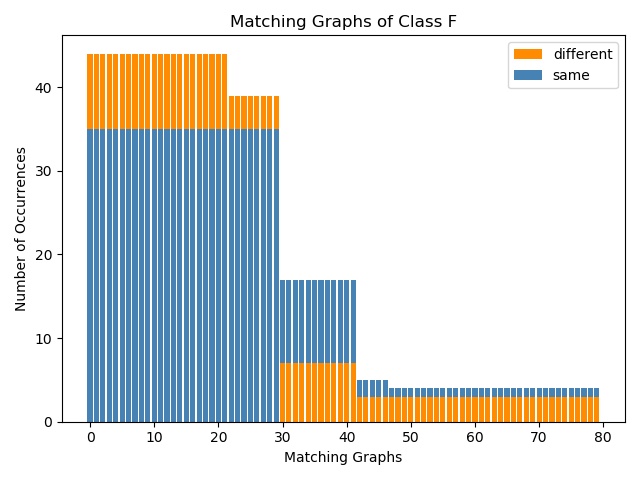 Matching Graphs of Class F
different
same
Number of Occurrences
40
30
20
10
0
0 10 20 30 40 50 60 70 80
Matching Graphs